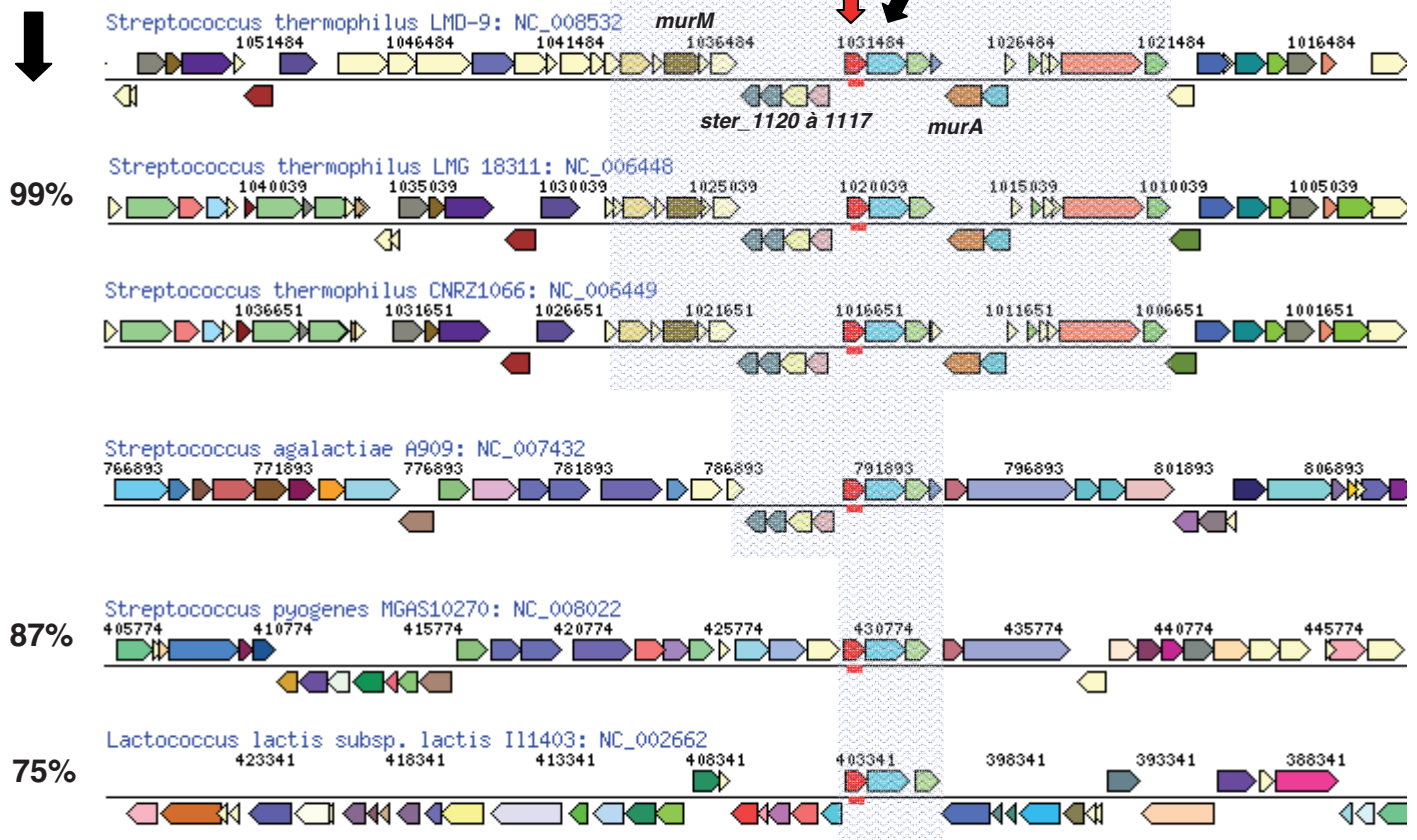 Streptococcus thermophilus LMD-9: NC_008532
murM
1051484 1046484 1041484 1036484 1031484 1026484 1021484 1016484
ster_1120 à 1117
murA
Streptococcus thermophilus LMG 18311: NC_006448
99%
1040039 1035039 1030039 1025039 1020039 1015039 1010039 1005039
Streptococcus thermophilus CNRZ1066: NC_006449
1036651 1031651 1026651 1021651 1016651 1011651 1006651 1001651
Streptococcus agalactiae A909: NC_007432
766893 771893 776893 781893 786893 791893 796893 801893 806893
Streptococcus pyogenes MGAS10270: NC_008022
87%
405774 410774 415774 420774 425774 430774 435774 440774 445774
Lactococcus lactis subsp. lactis Il1403: NC_002662
75%
423341 418341 413341 408341 403341 398341 393341 388341